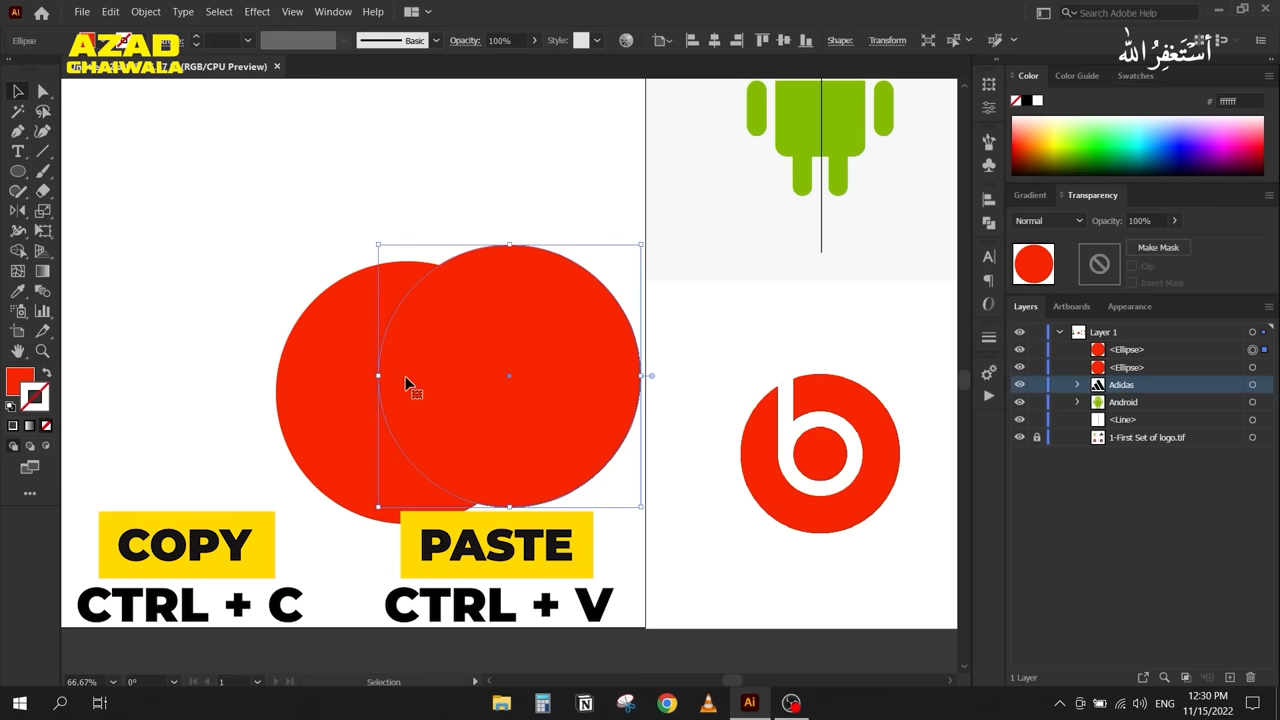 File Edit Object Type Select Effect View Window Help
Search Adobe Help
Ellipse
Basic
Opacity: 100%
Style:
Shape:
Transform
AZAD
CHAIWALA
أستغفرُ الله
(RGB/CPU Preview)
Color Color Guide Swatches
# ffffff
Gradient Transparency
Normal Opacity: 100%
Make Mask
Clip
Invert Mask
Layers Artboards Appearance
Layer 1
<Ellipse>
<Ellipse>
Adidas
Android
<Line>
1-First Set of logo.tif
COPY
CTRL + C
PASTE
CTRL + V
66.67% 0° 1 Selection
1 Layer
ENG
12:30 PM
11/15/2022